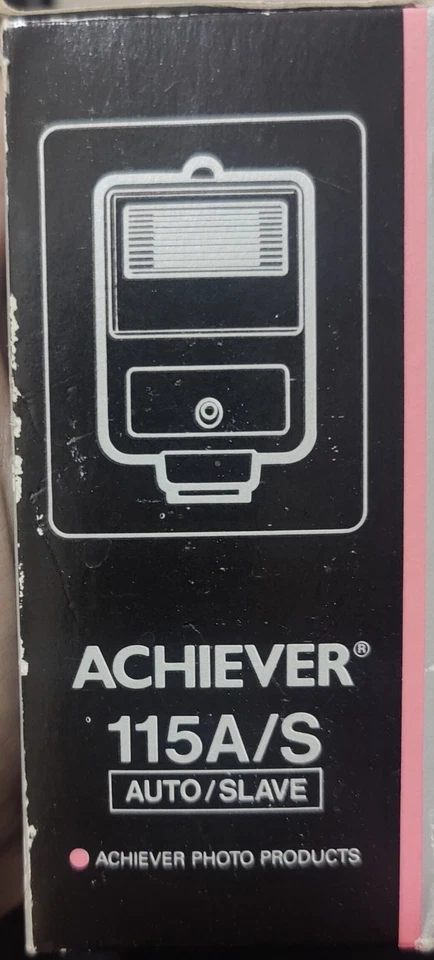 ACHIEVER®
115A/S
AUTO/SLAVE
ACHIEVER PHOTO PRODUCTS